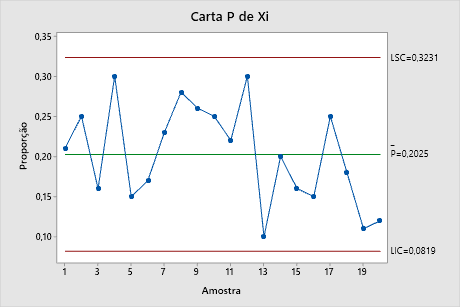 Carta P de Xi
0,35
0,30
0,25
0,20
0,15
0,10
Proporção
LSC=0,3231
P̄=0,2025
LIC=0,0819
1 3 5 7 9 11 13 15 17 19
Amostra